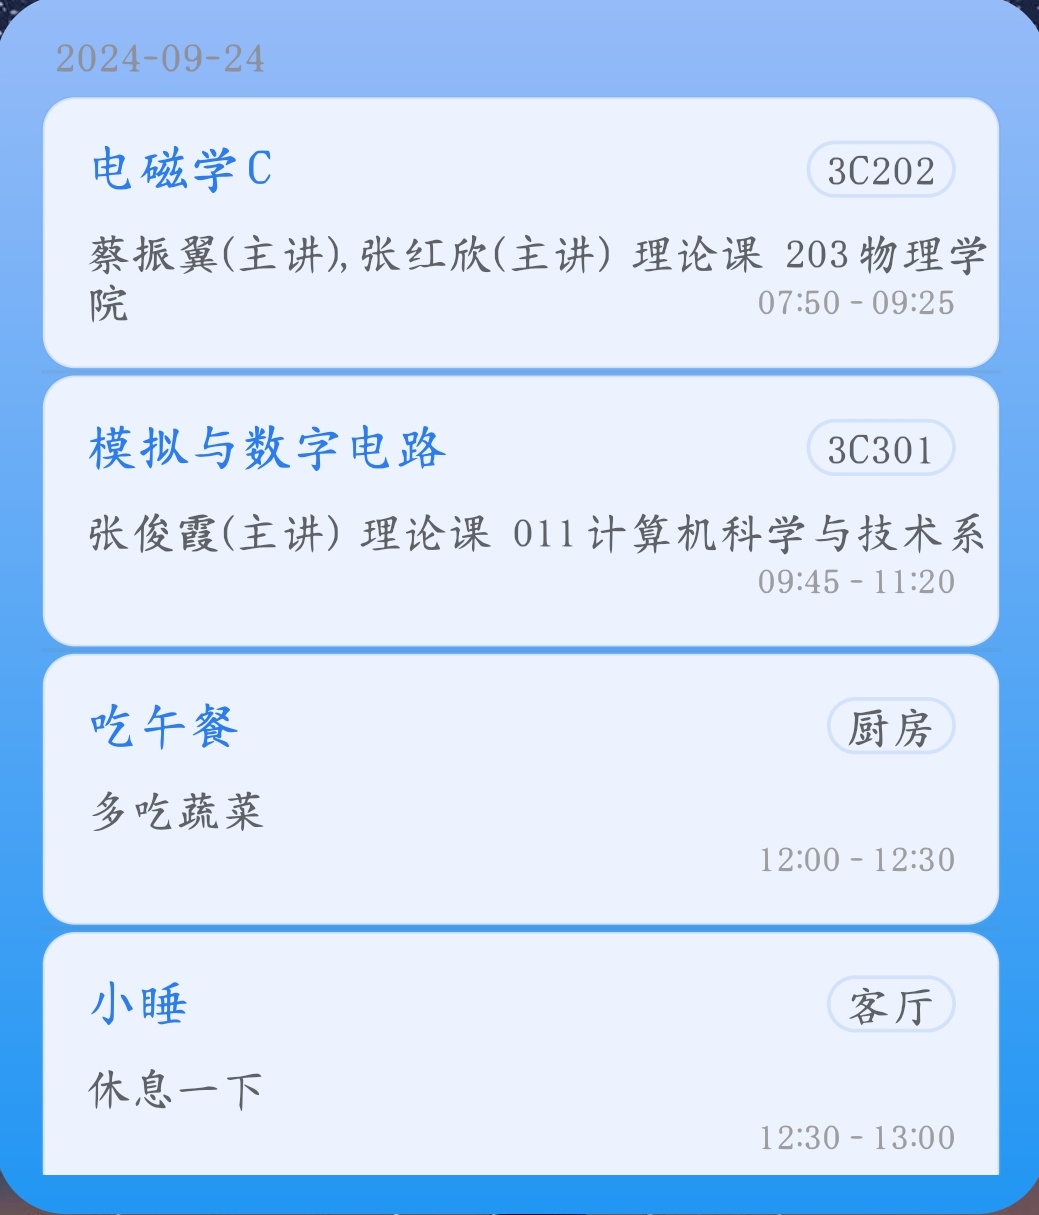 2024-09-24
电磁学C
3C202
蔡振翼(主讲),张红欣(主讲) 理论课 203物理学
院
07:50 - 09:25
模拟与数字电路
3C301
张俊霞(主讲) 理论课 011计算机科学与技术系
09:45 - 11:20
吃午餐
厨房
多吃蔬菜
12:00 - 12:30
小睡
客厅
休息一下
12:30 - 13:00